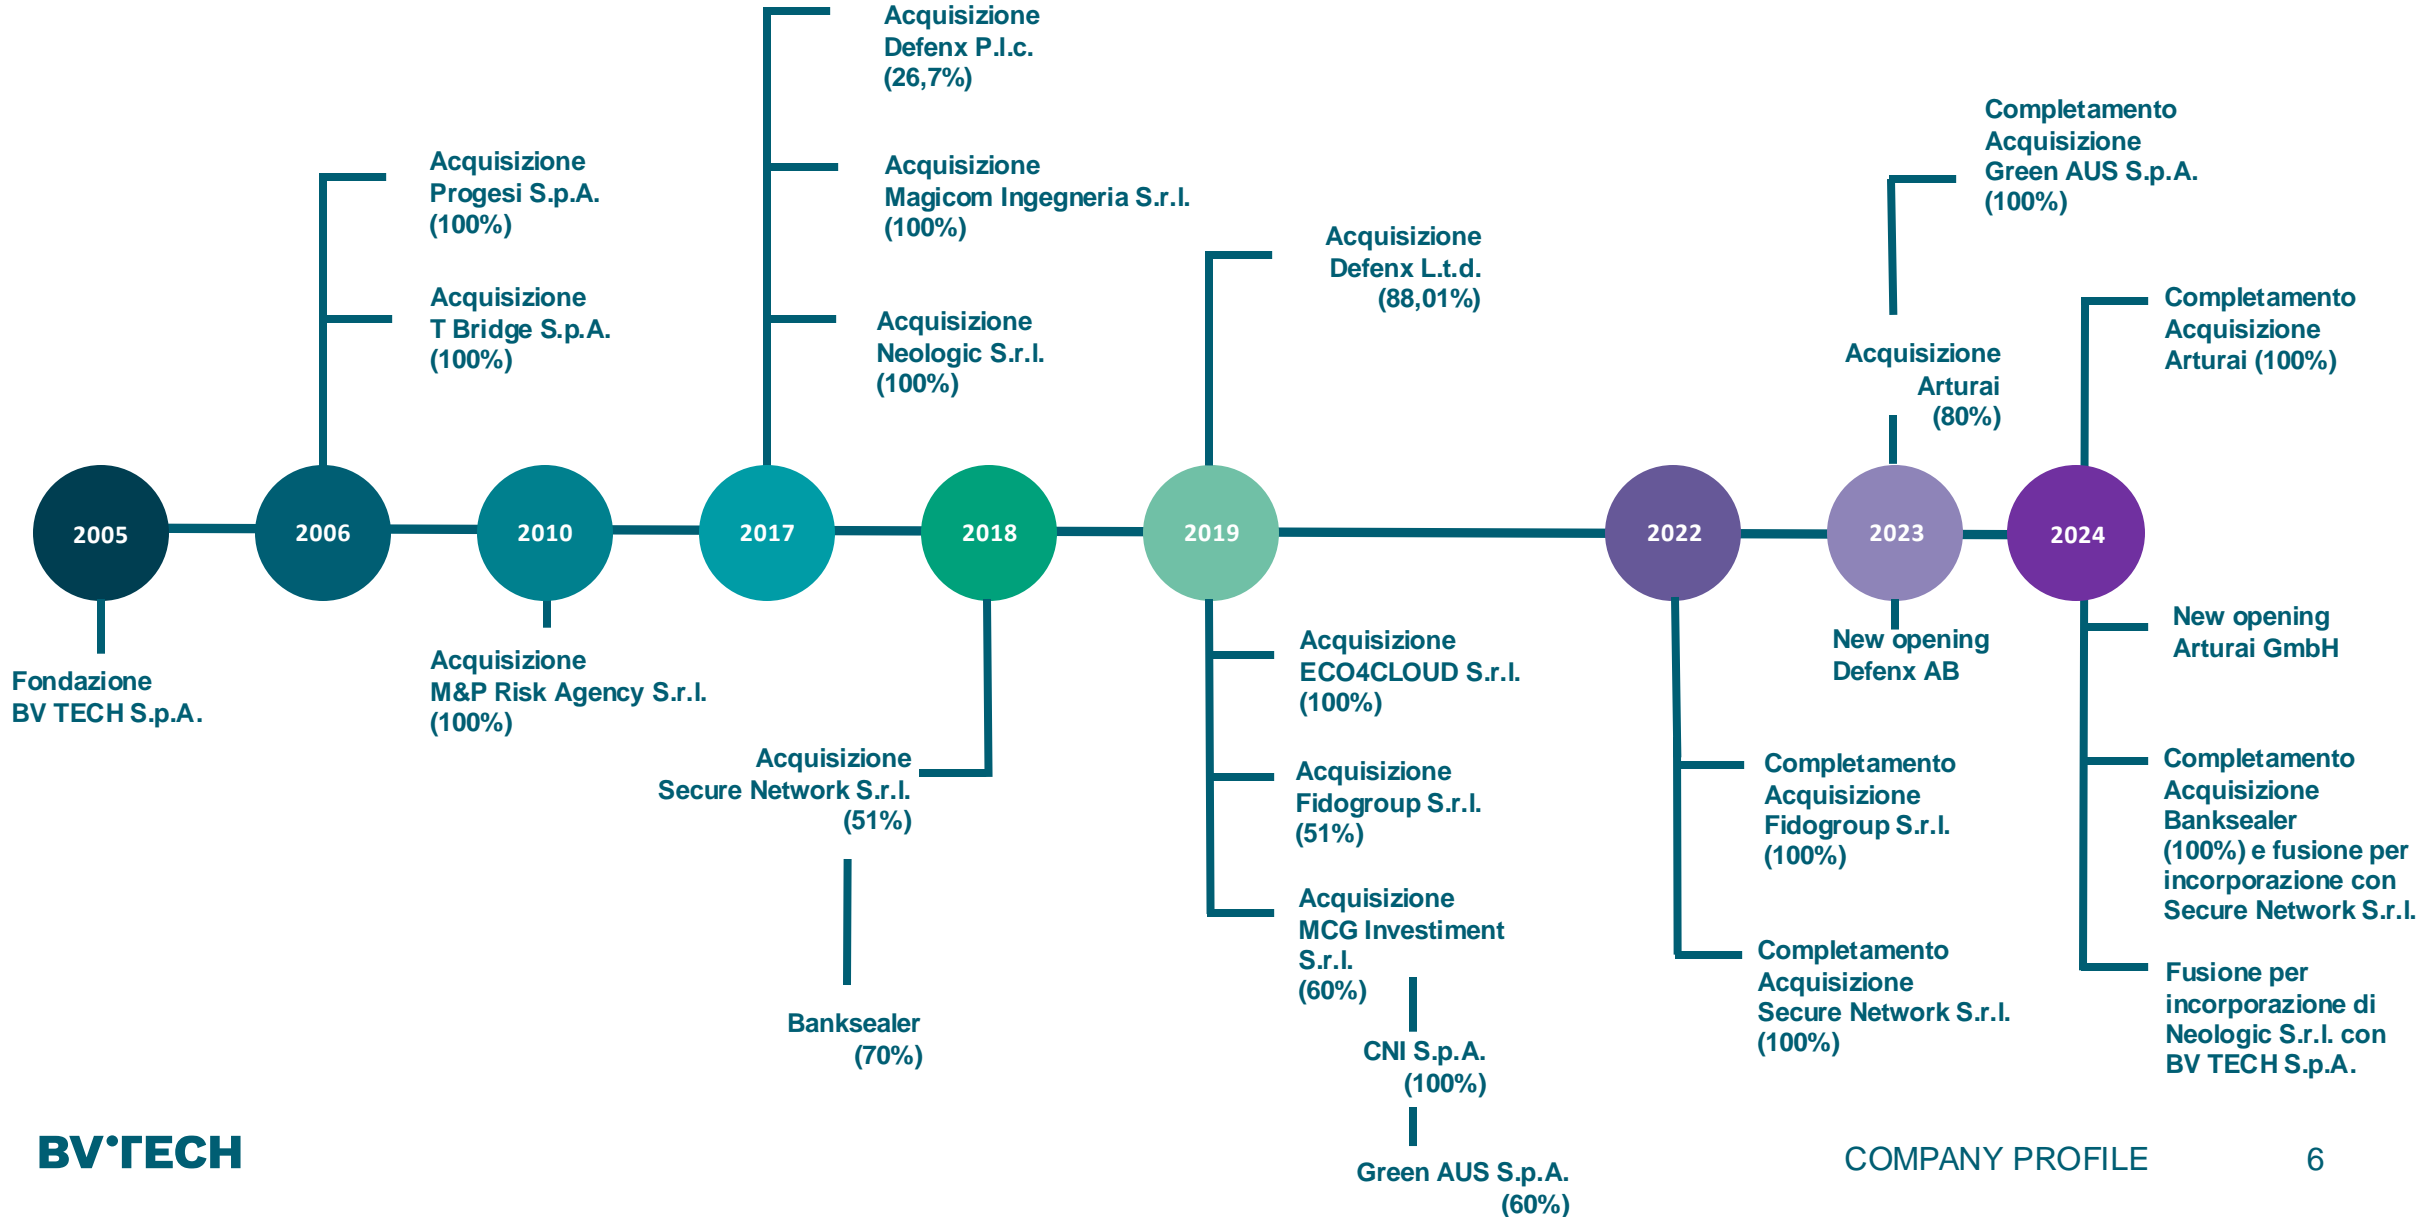 Acquisizione
Defenx P.l.c.
(26,7%)
Acquisizione
Magicom Ingegneria S.r.l.
(100%)
Acquisizione
Neologic S.r.l.
(100%)
Acquisizione
Progesi S.p.A.
(100%)
Acquisizione
T Bridge S.p.A.
(100%)
Acquisizione
Defenx L.t.d.
(88,01%)
Completamento
Acquisizione
Green AUS S.p.A.
(100%)
Acquisizione
Arturai
(80%)
Completamento
Acquisizione
Arturai (100%)
2005
2006
2010
2017
2018
2019
2022
2023
2024
Fondazione
BV TECH S.p.A.
Acquisizione
M&P Risk Agency S.r.l.
(100%)
Acquisizione
Secure Network S.r.l.
(51%)
Banksealer
(70%)
Acquisizione
ECO4CLOUD S.r.l.
(100%)
Acquisizione
Fidogroup S.r.l.
(51%)
Acquisizione
MCG Investiment
S.r.l.
(60%)
CNI S.p.A.
(100%)
Green AUS S.p.A.
(60%)
Completamento
Acquisizione
Fidogroup S.r.l.
(100%)
Completamento
Acquisizione
Secure Network S.r.l.
(100%)
New opening
Defenx AB
New opening
Arturai GmbH
Completamento
Acquisizione
Banksealer
(100%) e fusione per
incorporazione con
Secure Network S.r.l.
Fusione per
incorporazione di
Neologic S.r.l. con
BV TECH S.p.A.
BV TECH
COMPANY PROFILE
6